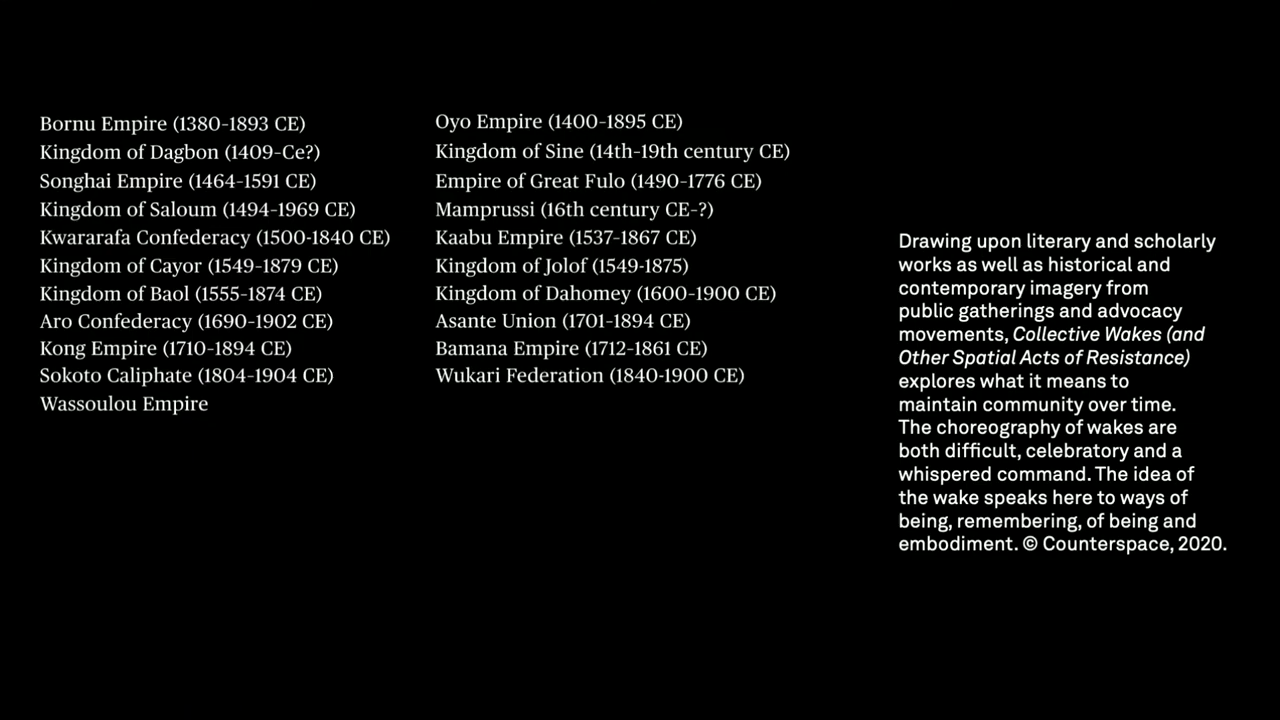 Bornu Empire (1380-1893 CE)
Kingdom of Dagbon (1409-Ce?)
Songhai Empire (1464-1591 CE)
Kingdom of Saloum (1494-1969 CE)
Kwararafa Confederacy (1500-1840 CE)
Kingdom of Cayor (1549-1879 CE)
Kingdom of Baol (1555-1874 CE)
Aro Confederacy (1690-1902 CE)
Kong Empire (1710-1894 CE)
Sokoto Caliphate (1804-1904 CE)
Wassoulou Empire
Oyo Empire (1400-1895 CE)
Kingdom of Sine (14th-19th century CE)
Empire of Great Fulo (1490-1776 CE)
Mamprussi (16th century CE-?)
Kaabu Empire (1537-1867 CE)
Kingdom of Jolof (1549-1875)
Kingdom of Dahomey (1600-1900 CE)
Asante Union (1701-1894 CE)
Bamana Empire (1712-1861 CE)
Wukari Federation (1840-1900 CE)
Drawing upon literary and scholarly
works as well as historical and
contemporary imagery from
public gatherings and advocacy
movements, Collective Wakes (and
Other Spatial Acts of Resistance)
explores what it means to
maintain community over time.
The choreography of wakes are
both difficult, celebratory and a
whispered command. The idea of
the wake speaks here to ways of
being, remembering, of being and
embodiment. © Counterspace, 2020.